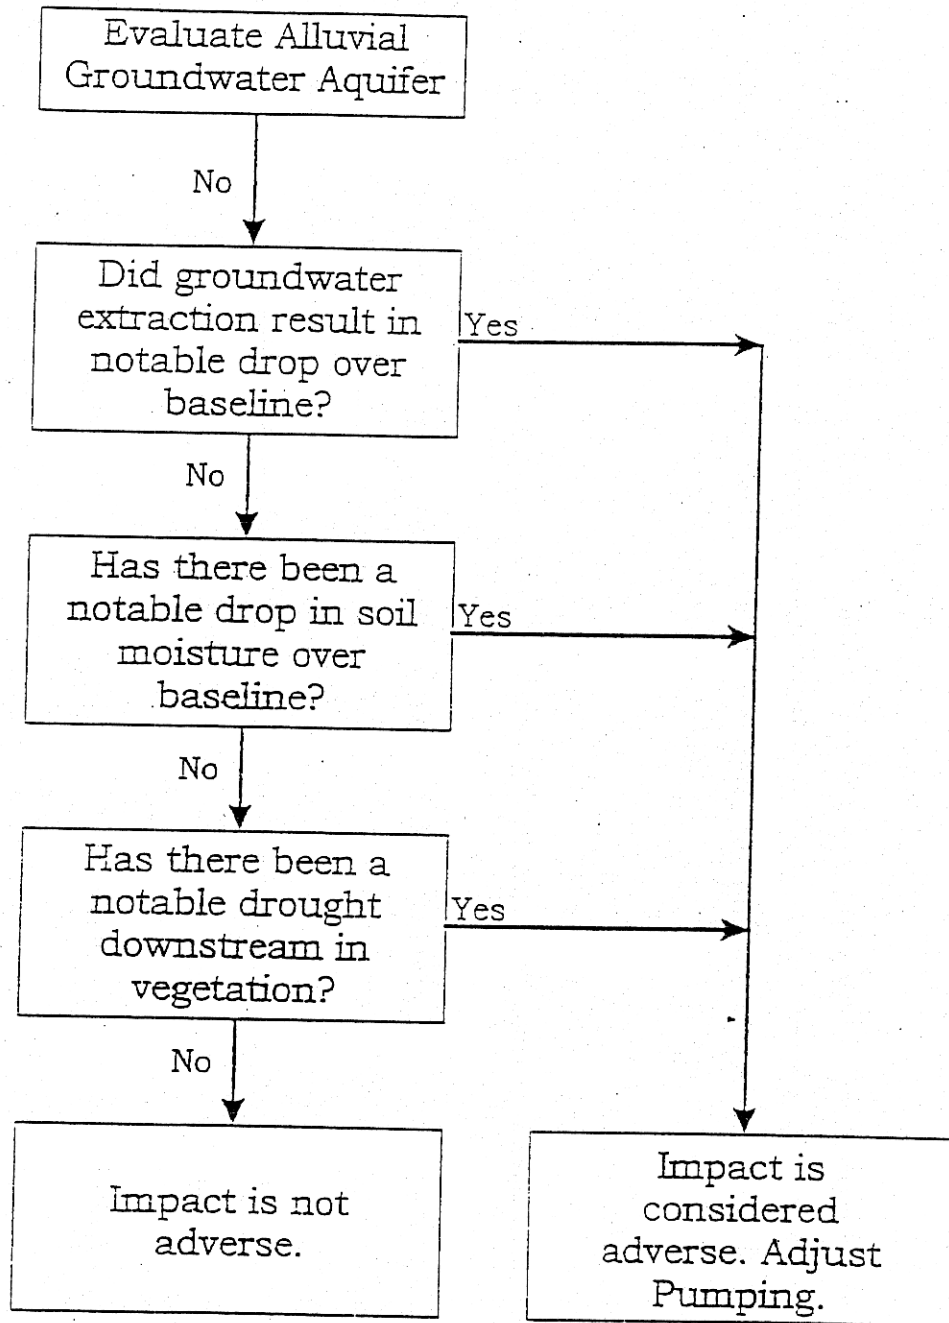 Evaluate Alluvial
Groundwater Aquifer
No
Did groundwater
extraction result in
notable drop over
baseline?
Yes
No
Has there been a
notable drop in soil
moisture over
baseline?
Yes
No
Has there been a
notable drought
downstream in
vegetation?
Yes
No
Impact is not
adverse.
Impact is
considered
adverse. Adjust
Pumping.